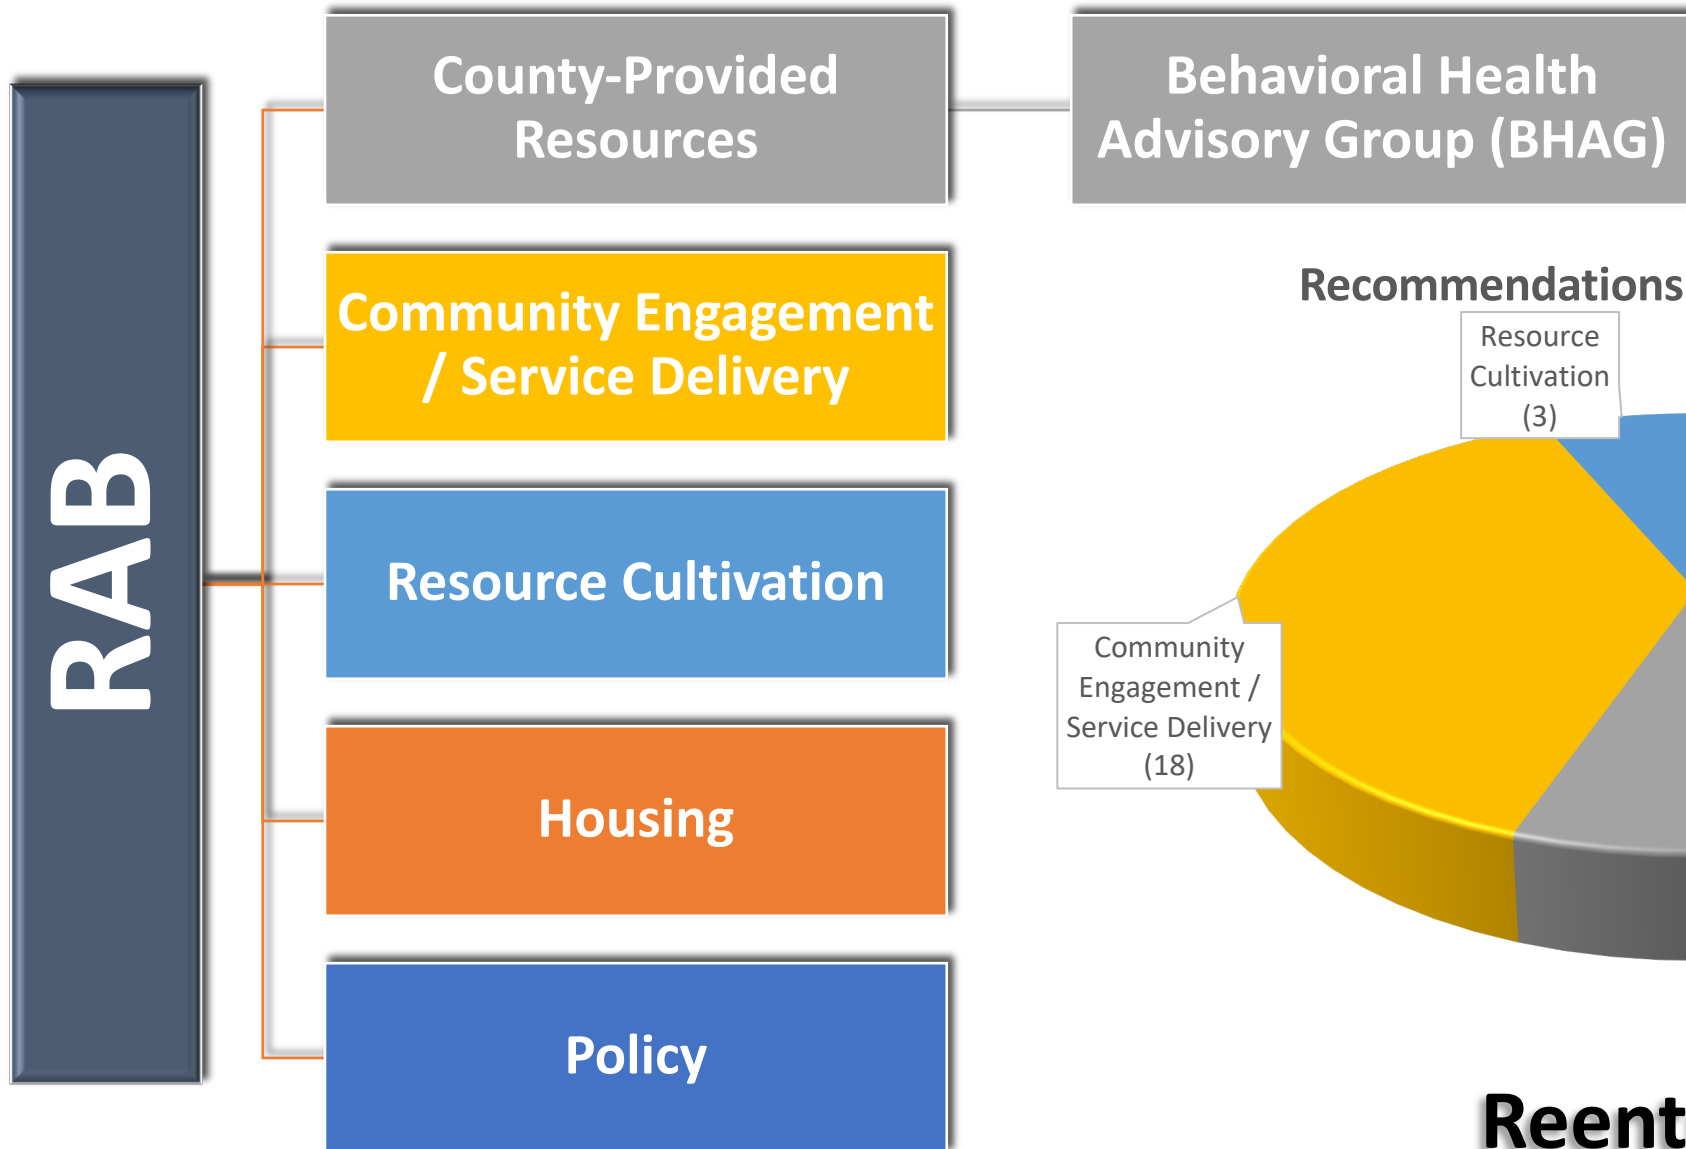 RAB
County-Provided
Resources
Behavioral Health
Advisory Group (BHAG)
Community Engagement
/ Service Delivery
Resource Cultivation
Housing
Policy
Recommendations
Resource
Cultivation
(3)
Community
Engagement /
Service Delivery
(18)
Reent